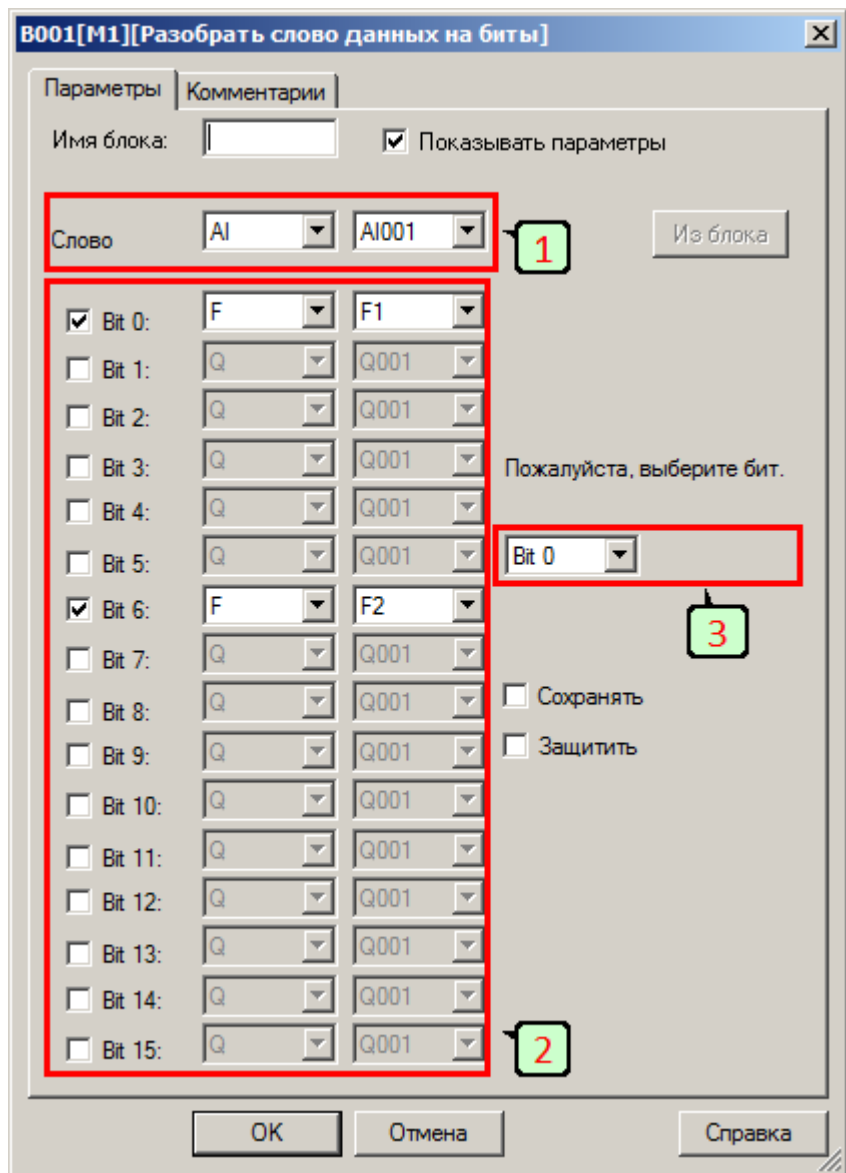 B001[M1][Разобрать слово данных на биты]
Параметры Комментарии
Имя блока: Показывать параметры
Слово AI AI001 1 Из блока
Bit 0: F F1
Bit 1: Q Q001
Bit 2: Q Q001
Bit 3: Q Q001 Пожалуйста, выберите бит.
Bit 4: Q Q001
Bit 5: Q Q001 Bit 0
Bit 6: F F2 3
Bit 7: Q Q001
Bit 8: Q Q001 Сохранять
Bit 9: Q Q001 Защитить
Bit 10: Q Q001
Bit 11: Q Q001
Bit 12: Q Q001
Bit 13: Q Q001
Bit 14: Q Q001
Bit 15: Q Q001 2
OK Отмена Справка